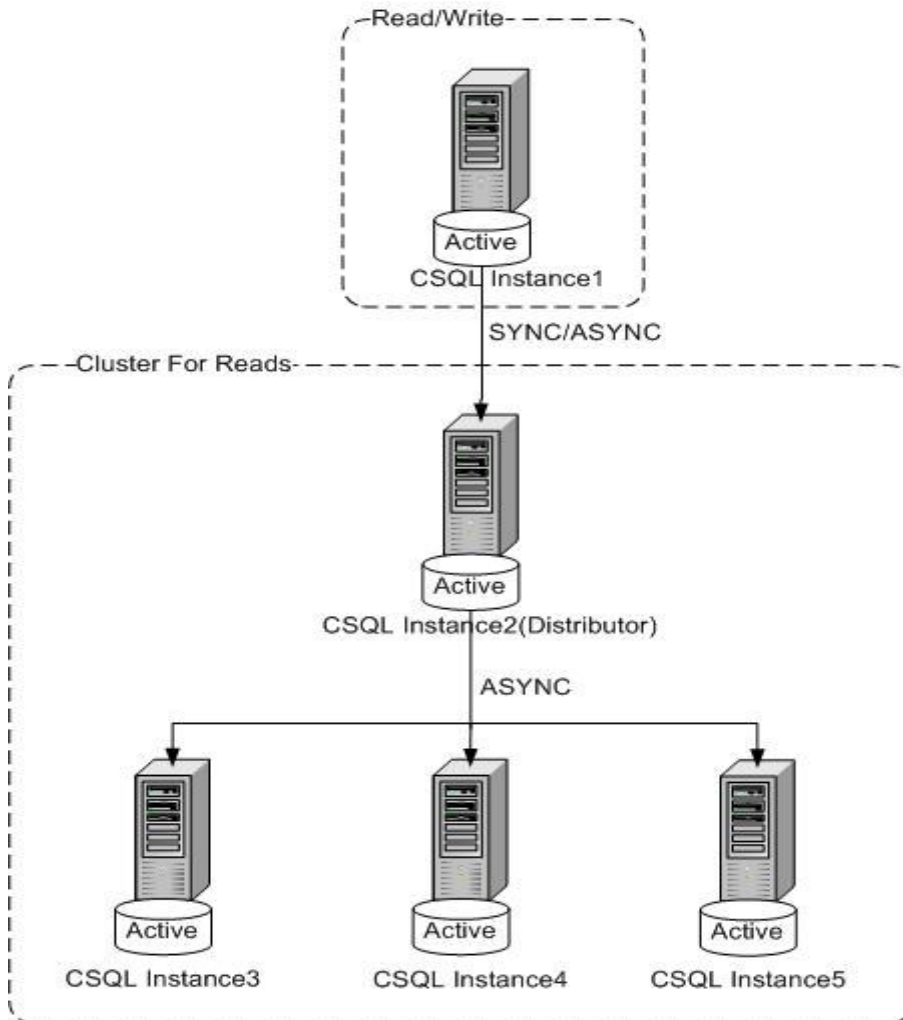 Read/Write
Active
CSQL Instance1
SYNC/ASYNC
Cluster For Reads
Active
CSQL Instance2(Distributor)
ASYNC
Active
Active
Active
CSQL Instance3
CSQL Instance4
CSQL Instance5